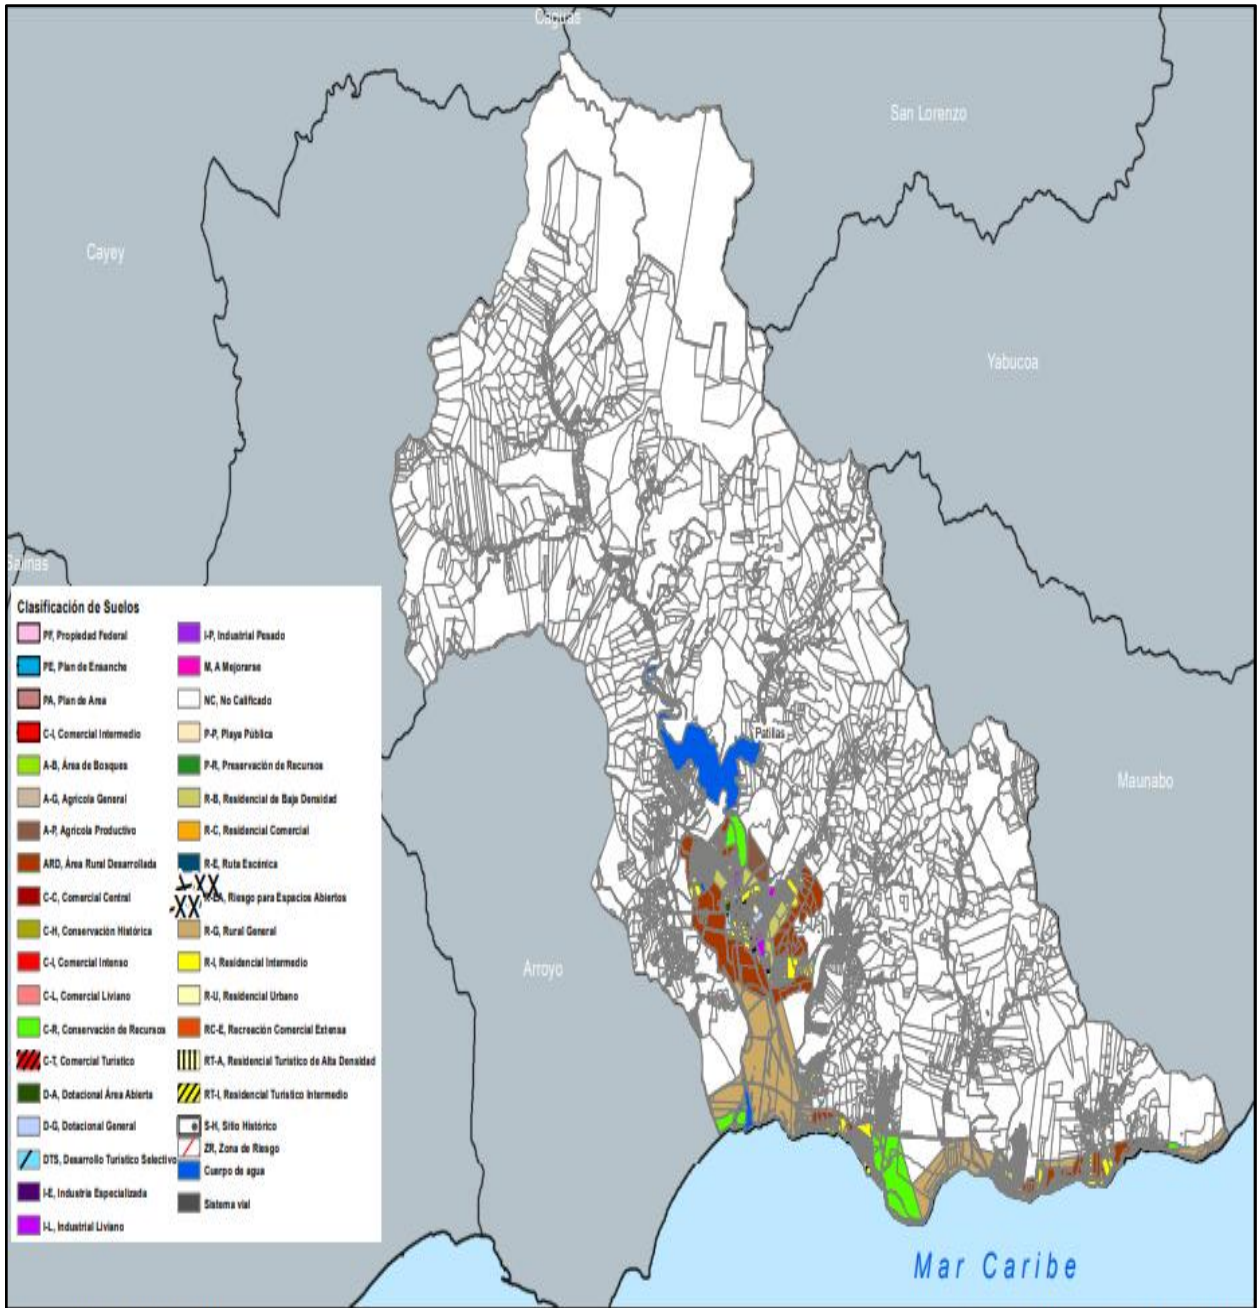 Caguas
San Lorenzo
Cayey
Yabucoa
Salinas
Patillas
Maunabo
Arroyo
Mar Caribe
Clasificación de Suelos
PF, Propiedad Federal
PE, Plan de Ensanche
PA, Plan de Area
C-I, Comercial Intermedio
A-B, Área de Bosques
A-G, Agrícola General
A-P, Agrícola Productivo
ARD, Área Rural Desarrollada
C-C, Comercial Central
C-H, Conservación Histórica
C-I, Comercial Intenso
C-L, Comercial Liviano
C-R, Conservación de Recursos
C-T, Comercial Turístico
D-A, Dotacional Área Abierta
D-G, Dotacional General
DTS, Desarrollo Turístico Selectivo
I-E, Industria Especializada
I-L, Industrial Liviano
I-P, Industrial Pesado
M, A Mejorarse
NC, No Calificado
P-P, Playa Pública
P-R, Preservación de Recursos
R-B, Residencial de Baja Densidad
R-C, Residencial Comercial
R-E, Ruta Escénica
Riesgo para Espacios Abiertos
R-G, Rural General
R-I, Residencial Intermedio
R-U, Residencial Urbano
RC-E, Recreación Comercial Extensa
RT-A, Residencial Turístico de Alta Densidad
RT-I, Residencial Turístico Intermedio
S-H, Sitio Histórico
ZR, Zona de Riesgo
Cuerpo de agua
Sistema vial